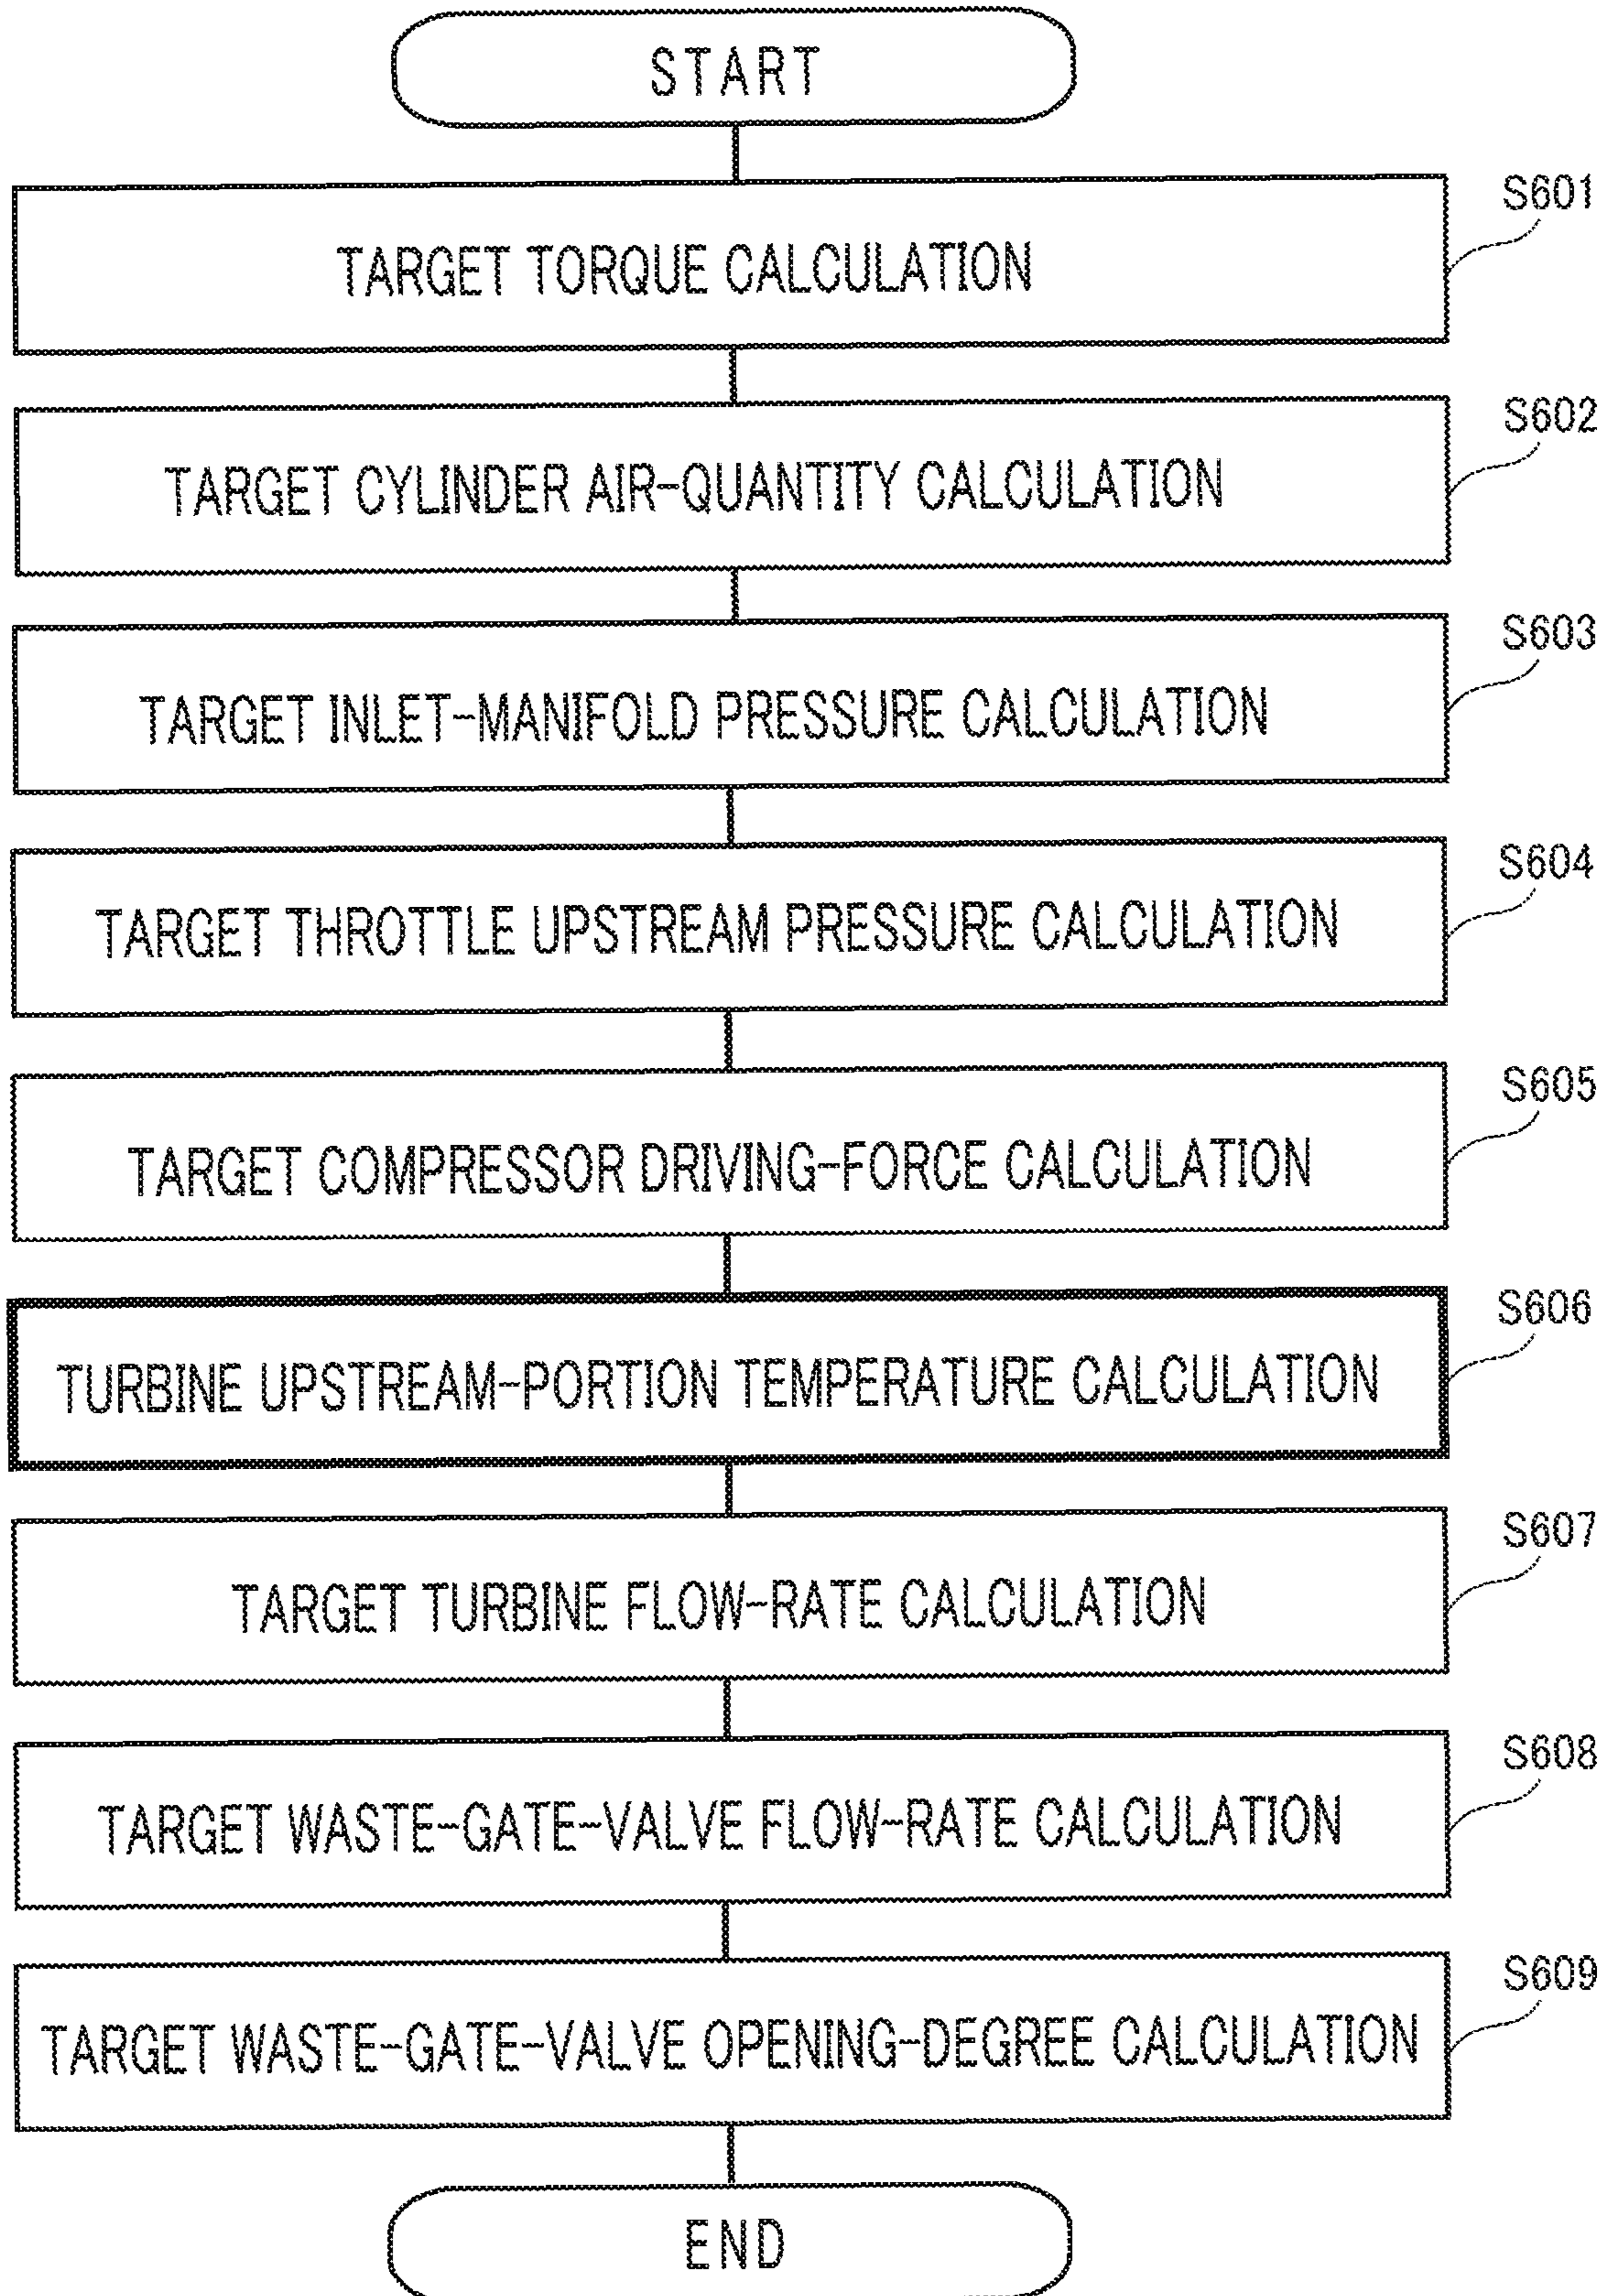 START
S601
TARGET TORQUE CALCULATION
S602
TARGET CYLINDER AIR-QUANTITY CALCULATION
S603
TARGET INLET-MANIFOLD PRESSURE CALCULATION
S604
TARGET THROTTLE UPSTREAM PRESSURE CALCULATION
S605
TARGET COMPRESSOR DRIVING-FORCE CALCULATION
S606
TURBINE UPSTREAM-PORTION TEMPERATURE CALCULATION
S607
TARGET TURBINE FLOW-RATE CALCULATION
S608
TARGET WASTE-GATE-VALVE FLOW-RATE CALCULATION
S609
TARGET WASTE-GATE-VALVE OPENING-DEGREE CALCULATION
END